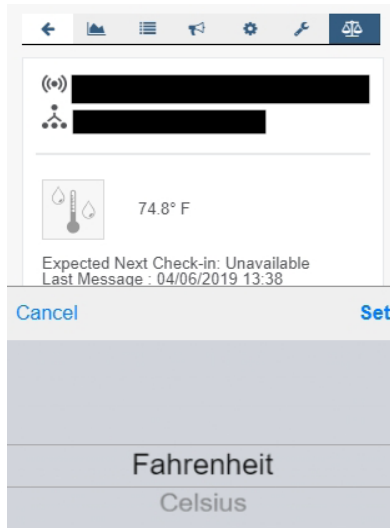 74.8° F
Expected Next Check-in: Unavailable
Last Message : 04/06/2019 13:38
Cancel
Set
Fahrenheit
Celsius